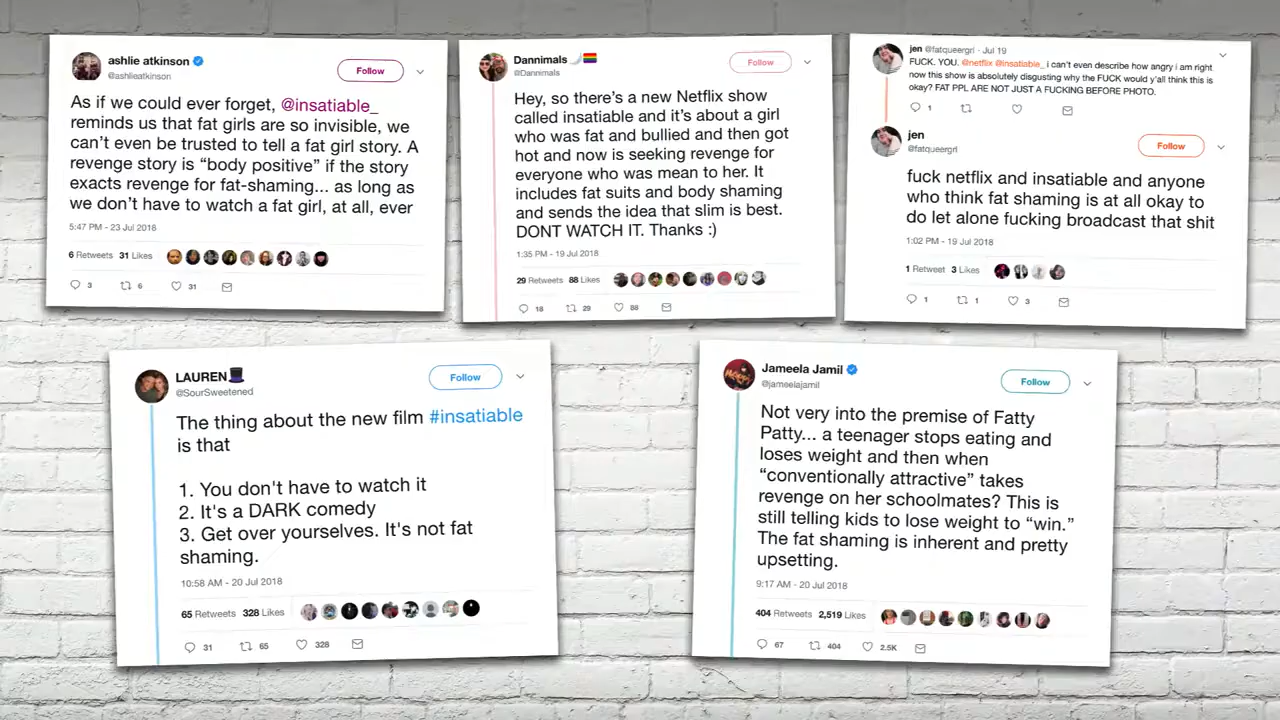 ashlie atkinson
@ashlieatkinson
Follow
As if we could ever forget, @insatiable_
reminds us that fat girls are so invisible, we
can't even be trusted to tell a fat girl story. A
revenge story is “body positive” if the story
exacts revenge for fat-shaming... as long as
we don't have to watch a fat girl, at all, ever
5:47 PM - 23 Jul 2018
6 Retweets 31 Likes
3 6 31
Dannimals
@Dannimals
Follow
Hey, so there's a new Netflix show
called insatiable and it's about a girl
who was fat and bullied and then got
hot and now is seeking revenge for
everyone who was mean to her. It
includes fat suits and body shaming
and sends the idea that slim is best.
DONT WATCH IT. Thanks :)
1:35 PM - 19 Jul 2018
29 Retweets 88 Likes
18 29 88
jen @fatqueergrl · Jul 19
FUCK. YOU. @netflix @insatiable_ i can't even describe how angry i am right
now this show is absolutely disgusting why the FUCK would y'all think this is
okay? FAT PPL ARE NOT JUST A FUCKING BEFORE PHOTO.
1
jen
@fatqueergrl
Follow
fuck netflix and insatiable and anyone
who think fat shaming is at all okay to
do let alone fucking broadcast that shit
1:02 PM - 19 Jul 2018
1 Retweet 3 Likes
1 1 3
LAUREN
@SourSweetened
Follow
The thing about the new film #insatiable
is that
1. You don't have to watch it
2. It's a DARK comedy
3. Get over yourselves. It's not fat
shaming.
10:58 AM - 20 Jul 2018
65 Retweets 328 Likes
31 65 328
Jameela Jamil
@jameelajamil
Follow
Not very into the premise of Fatty
Patty... a teenager stops eating and
loses weight and then when
“conventionally attractive” takes
revenge on her schoolmates? This is
still telling kids to lose weight to “win.”
The fat shaming is inherent and pretty
upsetting.
9:17 AM - 20 Jul 2018
404 Retweets 2,519 Likes
67 404 2.5K